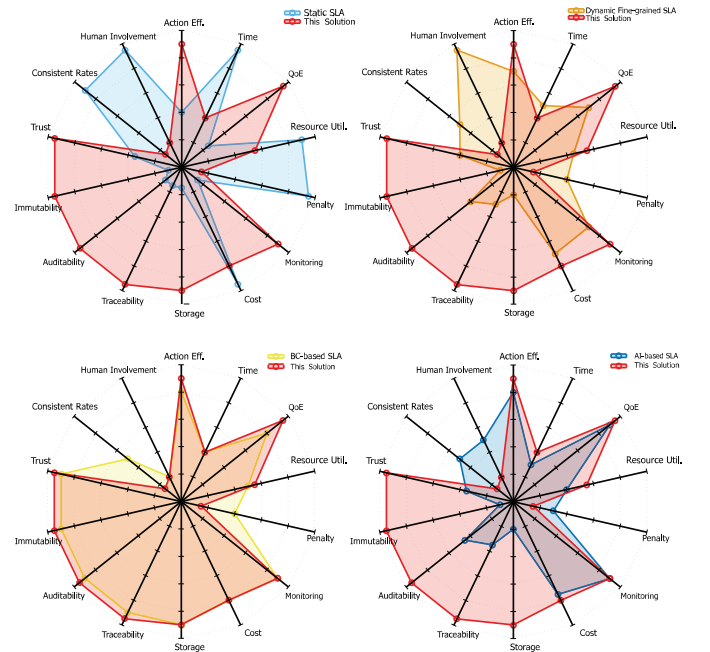 Static SLA
This Solution
Action Eff.
Time
QoE
Resource Util.
Penalty
Monitoring
Cost
Storage
Traceability
Auditability
Immutability
Trust
Consistent Rates
Human Involvement
Dynamic Fine-grained SLA
This Solution
Action Eff.
Time
QoE
Resource Util.
Penalty
Monitoring
Cost
Storage
Traceability
Auditability
Immutability
Trust
Consistent Rates
Human Involvement
BC-based SLA
This Solution
Action Eff.
Time
QoE
Resource Util.
Penalty
Monitoring
Cost
Storage
Traceability
Auditability
Immutability
Trust
Consistent Rates
Human Involvement
AI-based SLA
This Solution
Action Eff.
Time
QoE
Resource Util.
Penalty
Monitoring
Cost
Storage
Traceability
Auditability
Immutability
Trust
Consistent Rates
Human Involvement